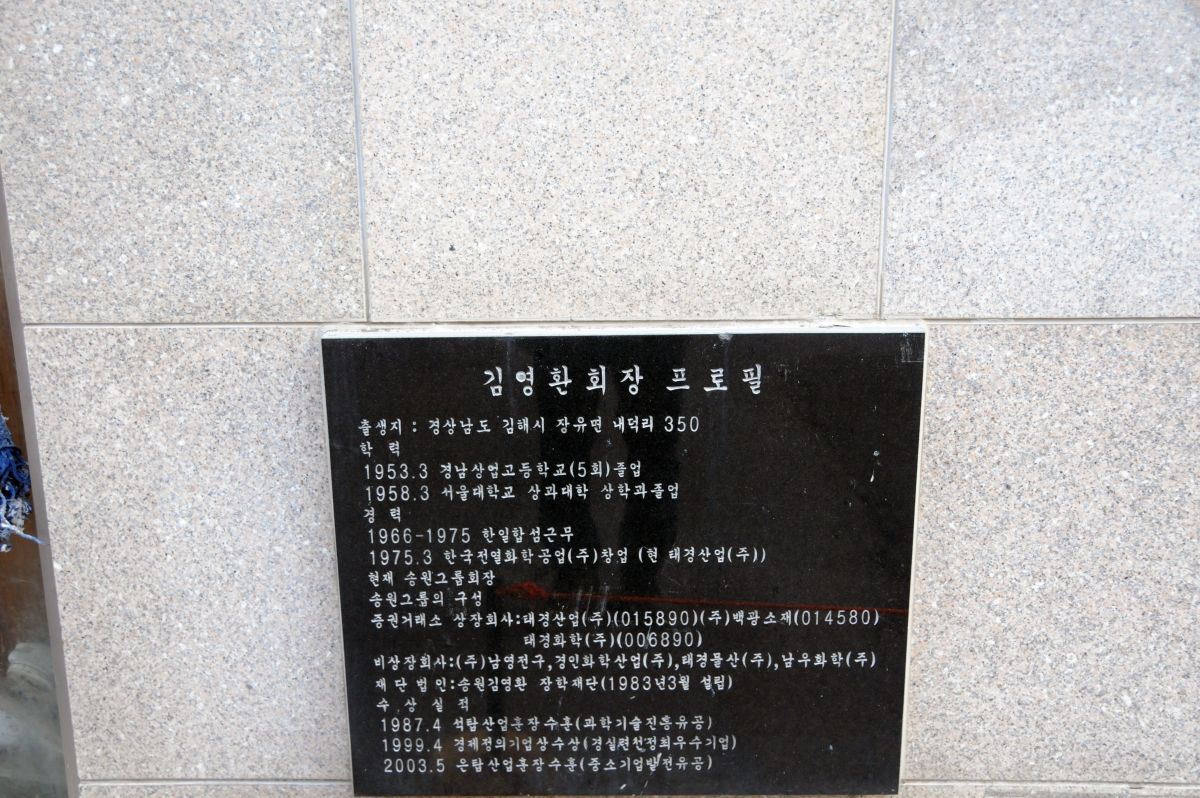 김영환회장 프로필
출생지 : 경상남도 김해시 장유면 내덕리 350
학 력
1953.3 경남상업고등학교(5회)졸업
1958.3 서울대학교 상과대학 상학과졸업
경 력
1966-1975 한일합섬근무
1975.3 한국전열화학공업(주)창업 (현 태경산업(주))
현재 송원그룹회장
송원그룹의 구성
증권거래소 상장회사:태경산업(주)(015890)(주)백광소재(014580)
태경화학(주)(006890)
비상장회사:(주)남영전구,경인화학산업(주),태경물산(주),남우화학(주)
재단법인:송원김영환 장학재단(1983년3월 설립)
수 상 실 적
1987.4 석탑산업훈장수훈(과학기술진흥유공)
1999.4 경제정의기업상수상(경실련선정최우수기업)
2003.5 은탑산업훈장수훈(중소기업발전유공)